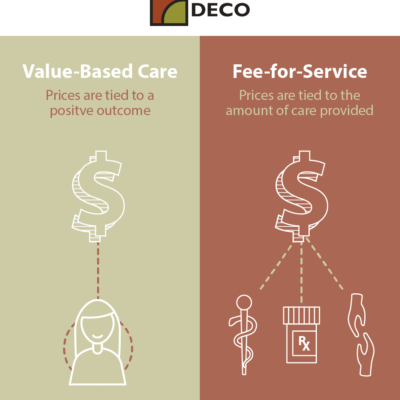 DECO
Value-Based Care
Prices are tied to a
positve outcome
Fee-for-Service
Prices are tied to the
amount of care provided
Rx